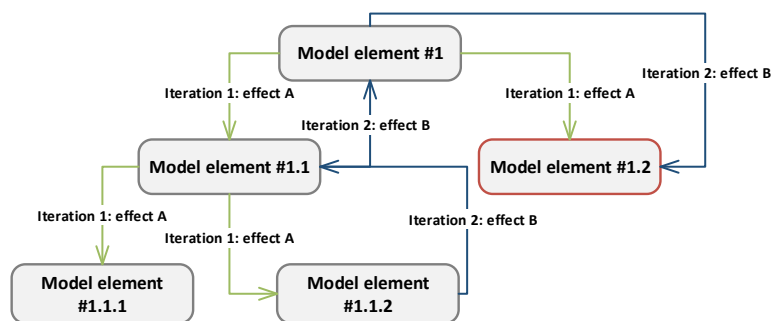 Model element #1
Iteration 2: effect B
Iteration 1: effect A
Iteration 1: effect A
Iteration 2: effect B
Model element #1.1
Model element #1.2
Iteration 1: effect A
Iteration 2: effect B
Iteration 1: effect A
Model element
#1.1.1
Model element
#1.1.2